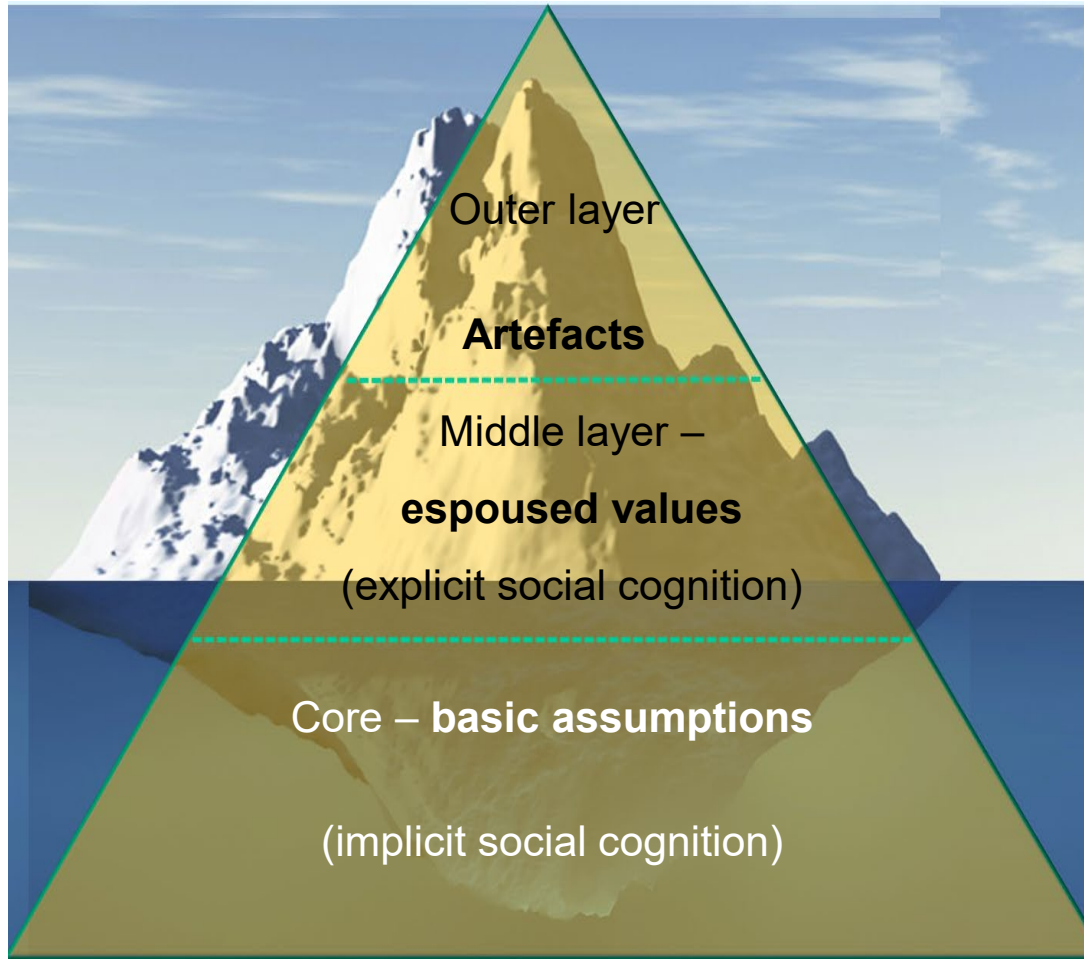 Outer layer
Artefacts
Middle layer –
espoused values
(explicit social cognition)
Core – basic assumptions
(implicit social cognition)